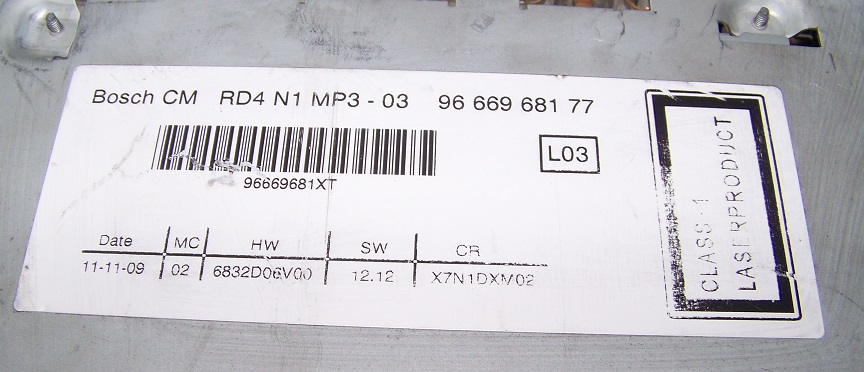 Bosch CM RD4 N1 MP3 - 03 96 669 681 77
96669681XT
L03
Date MC HW SW CR
11-11-09 02 6832D06V00 12.12 X7N1DXM02
CLASS 1
LASERPRODUCT